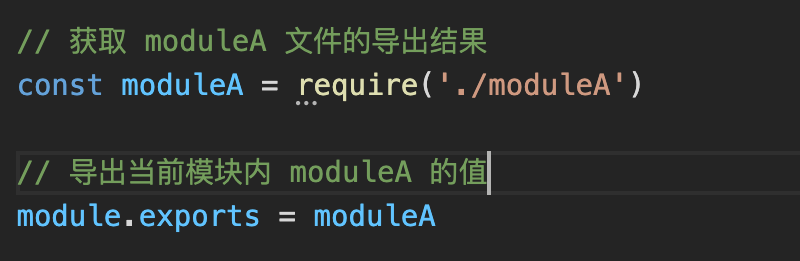 // 获取 moduleA 文件的导出结果
const moduleA = require('./moduleA')
// 导出当前模块内 moduleA 的值
module.exports = moduleA